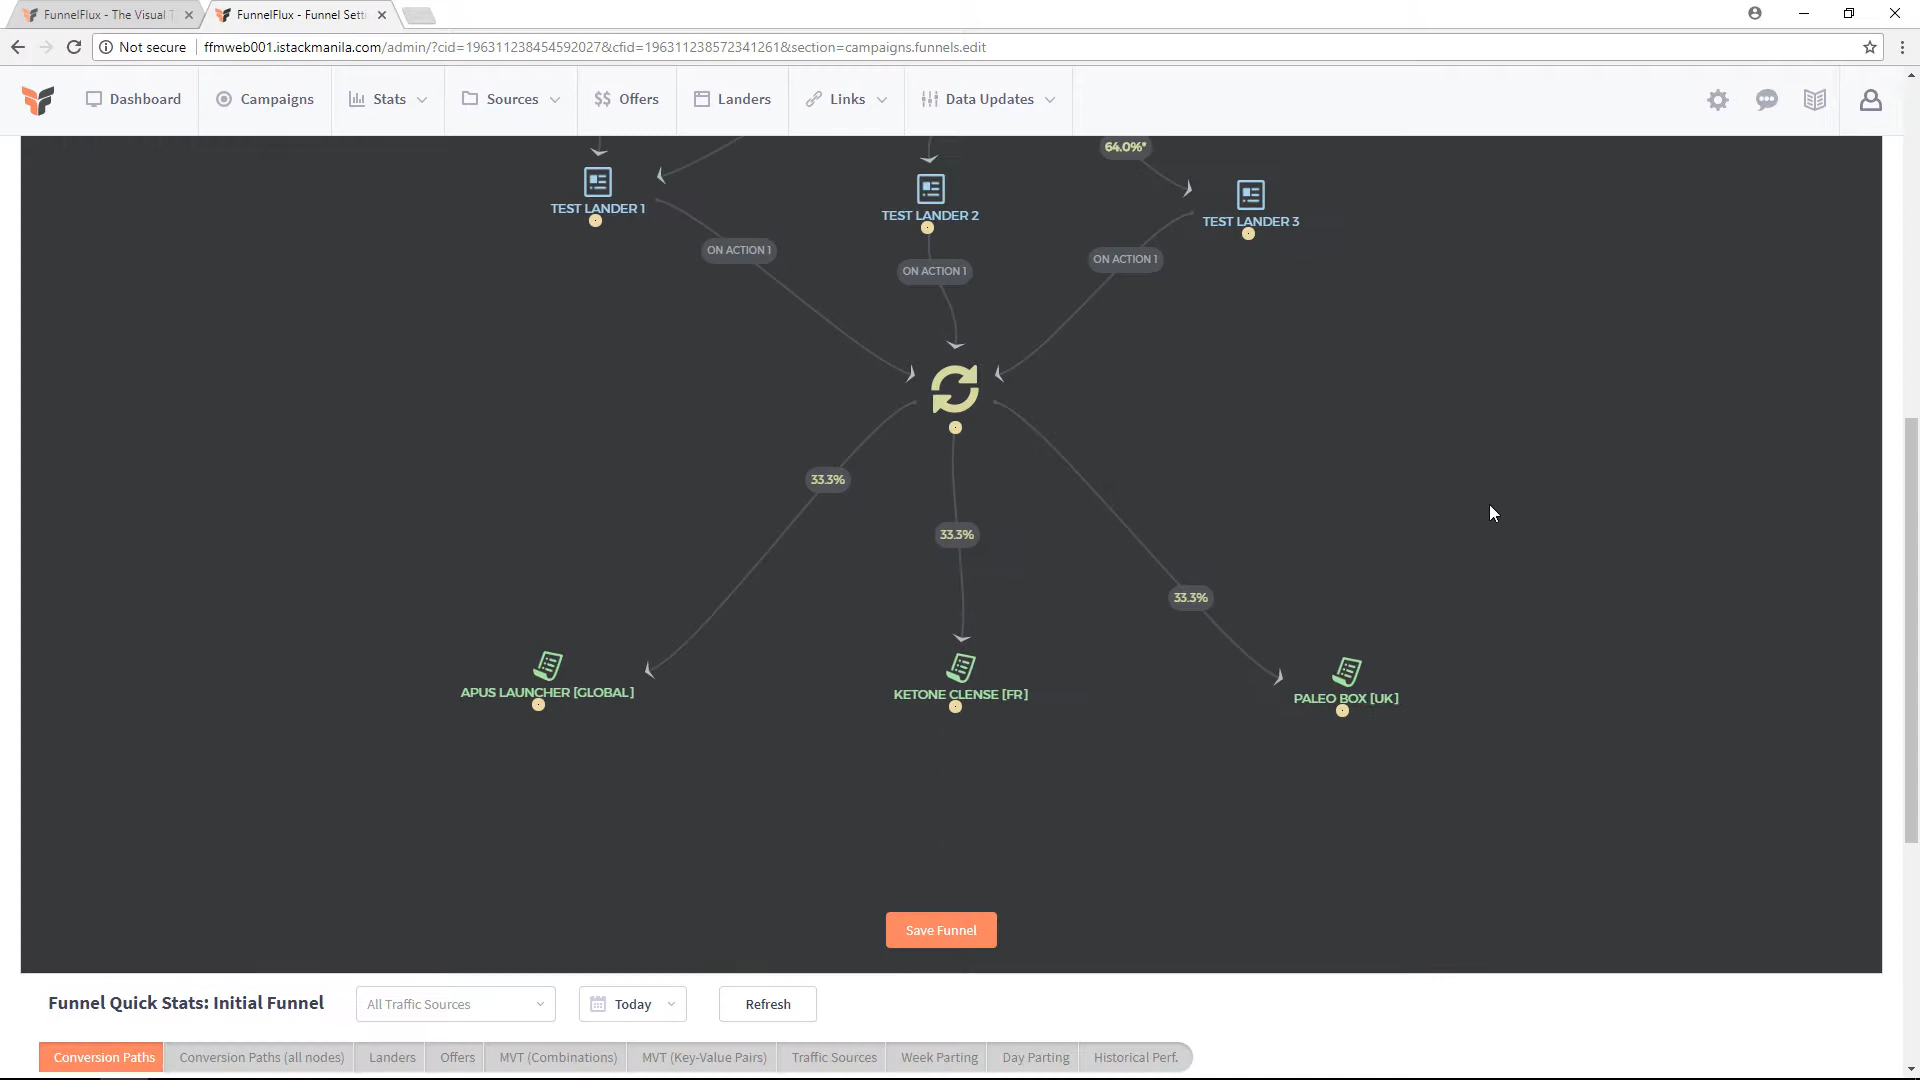 FunnelFlux - The Visual T
FunnelFlux - Funnel Setti
Not secure
ffmweb001.istackmanila.com/admin/?cid=196311238454592027&cfid=196311238572341261&section=campaigns.funnels.edit
Dashboard
Campaigns
Stats
Sources
$$ Offers
Landers
Links
Data Updates
64.0%*
TEST LANDER 1
TEST LANDER 2
TEST LANDER 3
ON ACTION 1
ON ACTION 1
ON ACTION 1
33.3%
33.3%
33.3%
APUS LAUNCHER [GLOBAL]
KETONE CLENSE [FR]
PALEO BOX [UK]
Save Funnel
Funnel Quick Stats: Initial Funnel
All Traffic Sources
Today
Refresh
Conversion Paths
Conversion Paths (all nodes)
Landers
Offers
MVT (Combinations)
MVT (Key-Value Pairs)
Traffic Sources
Week Parting
Day Parting
Historical Perf.